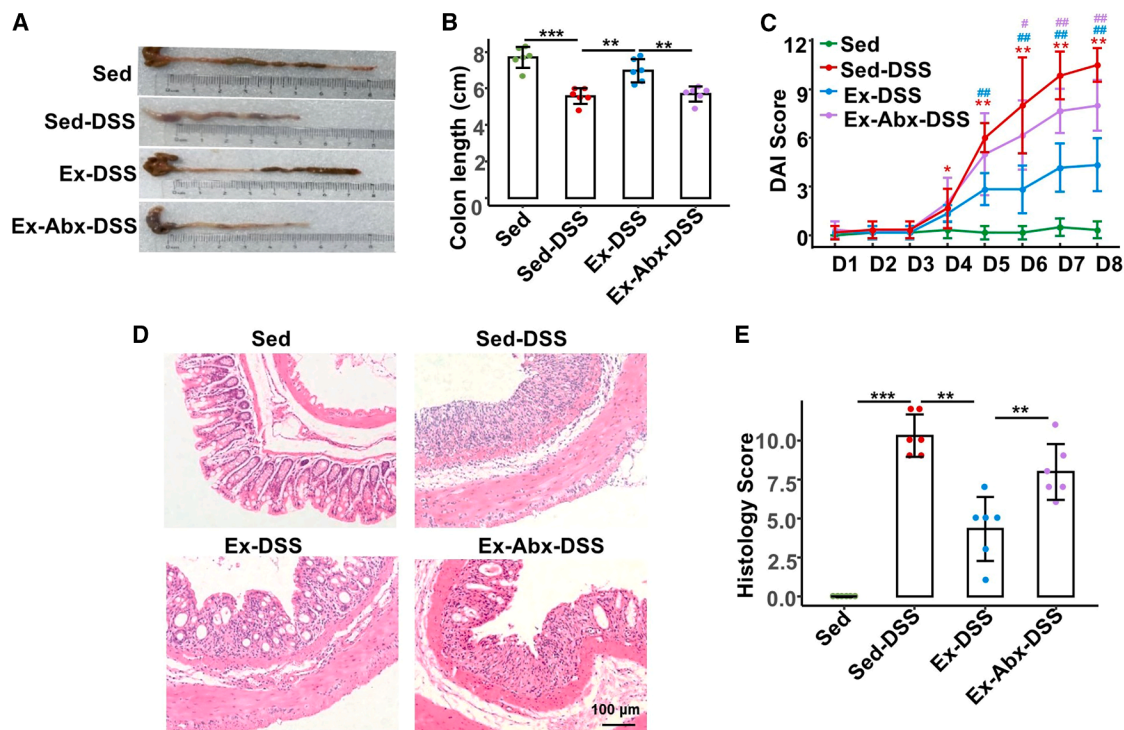 A
Sed
Sed-DSS
Ex-DSS
Ex-Abx-DSS
B
Colon length (cm)
8
6
4
2
0
***
**
**
Sed
Sed-DSS
Ex-DSS
Ex-Abx-DSS
C
DAI Score
12
9
6
3
0
Sed
Sed-DSS
Ex-DSS
Ex-Abx-DSS
*
##
**
#
##
**
##
##
**
##
##
**
D1 D2 D3 D4 D5 D6 D7 D8
D
Sed
Sed-DSS
Ex-DSS
Ex-Abx-DSS
100 µm
E
Histology Score
10.0
7.5
5.0
2.5
0.0
***
**
**
Sed
Sed-DSS
Ex-DSS
Ex-Abx-DSS